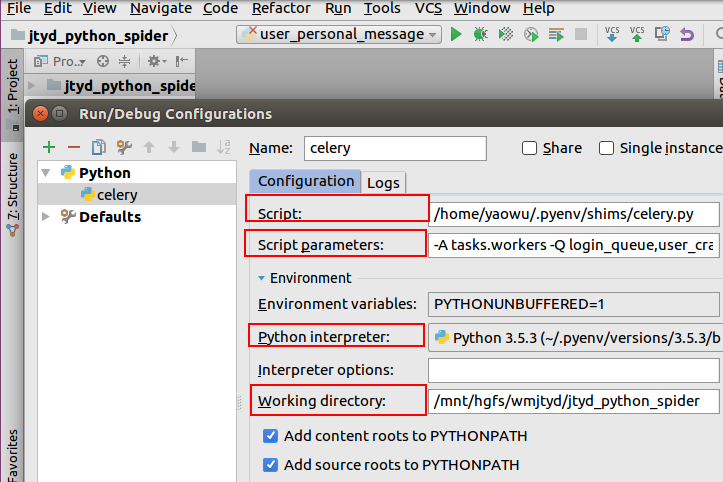 File Edit View Navigate Code Refactor Run Tools VCS Window Help
jtyd_python_spider user_personal_message VCS VCS
1: Project
Pro..
jtyd_python_spide
Run/Debug Configurations
Name: celery Share Single instance
Python
celery
Defaults
7: Structure
Favorites
Configuration Logs
Script: /home/yaowu/.pyenv/shims/celery.py
Script parameters: -A tasks.workers -Q login_queue,user_cra
Environment
Environment variables: PYTHONUNBUFFERED=1
Python interpreter: Python 3.5.3 (~/.pyenv/versions/3.5.3/b
Interpreter options:
Working directory: /mnt/hgfs/wmjtyd/jtyd_python_spider
Add content roots to PYTHONPATH
Add source roots to PYTHONPATH